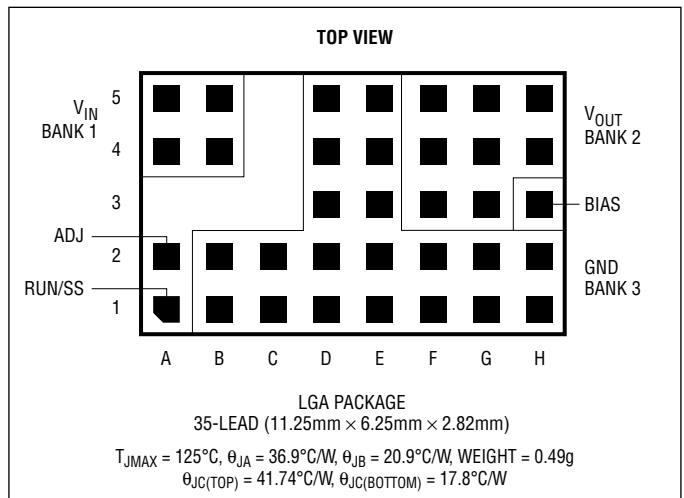 TOP VIEW
V_IN
BANK 1
5
4
3
2
1
V_OUT
BANK 2
BIAS
ADJ
RUN/SS
GND
BANK 3
A B C D E F G H
LGA PACKAGE
35-LEAD (11.25mm × 6.25mm × 2.82mm)
T_JMAX = 125°C, θ_JA = 36.9°C/W, θ_JB = 20.9°C/W, WEIGHT = 0.49g
θ_JC(TOP) = 41.74°C/W, θ_JC(BOTTOM) = 17.8°C/W